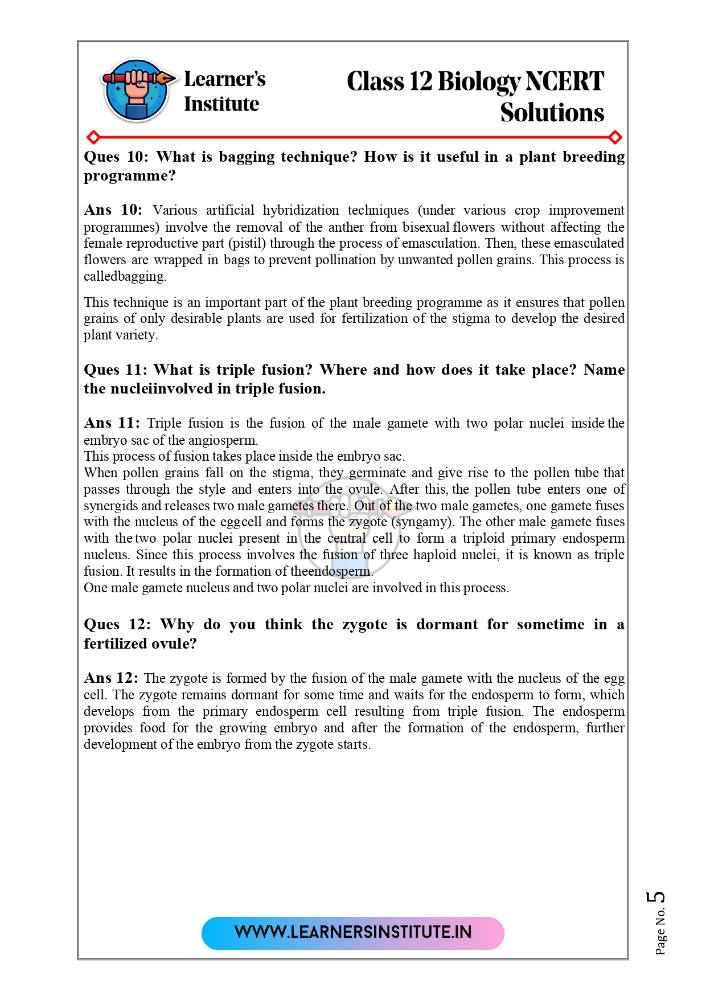 Learner's
Institute
Class 12 Biology NCERT
Solutions
Ques 10: What is bagging technique? How is it useful in a plant breeding
programme?
Ans 10: Various artificial hybridization techniques (under various crop improvement
programmes) involve the removal of the anther from bisexual flowers without affecting the
female reproductive part (pistil) through the process of emasculation. Then, these emasculated
flowers are wrapped in bags to prevent pollination by unwanted pollen grains. This process is
calledbagging.
This technique is an important part of the plant breeding programme as it ensures that pollen
grains of only desirable plants are used for fertilization of the stigma to develop the desired
plant variety.
Ques 11: What is triple fusion? Where and how does it take place? Name
the nucleiinvolved in triple fusion.
Ans 11: Triple fusion is the fusion of the male gamete with two polar nuclei inside the
embryo sac of the angiosperm.
This process of fusion takes place inside the embryo sac.
When pollen grains fall on the stigma, they germinate and give rise to the pollen tube that
passes through the style and enters into the ovule. After this, the pollen tube enters one of
synergids and releases two male gametes there. Out of the two male gametes, one gamete fuses
with the nucleus of the egg cell and forms the zygote (syngamy). The other male gamete fuses
with the two polar nuclei present in the central cell to form a triploid primary endosperm
nucleus. Since this process involves the fusion of three haploid nuclei, it is known as triple
fusion. It results in the formation of theendosperm.
One male gamete nucleus and two polar nuclei are involved in this process.
Ques 12: Why do you think the zygote is dormant for sometime in a
fertilized ovule?
Ans 12: The zygote is formed by the fusion of the male gamete with the nucleus of the egg
cell. The zygote remains dormant for some time and waits for the endosperm to form, which
develops from the primary endosperm cell resulting from triple fusion. The endosperm
provides food for the growing embryo and after the formation of the endosperm, further
development of the embryo from the zygote starts.
Page No. 5
WWW.LEARNERSINSTITUTE.IN